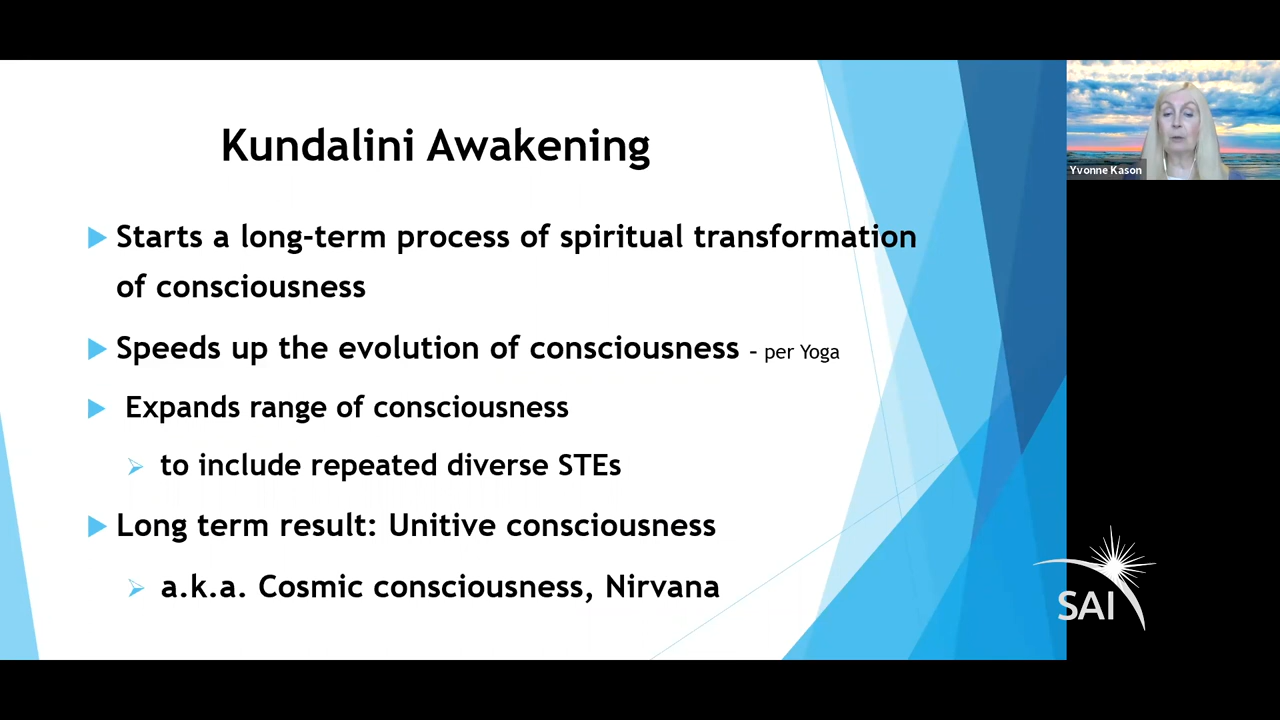 Kundalini Awakening
Starts a long-term process of spiritual transformation
of consciousness
Speeds up the evolution of consciousness - per Yoga
Expands range of consciousness
to include repeated diverse STEs
Long term result: Unitive consciousness
a.k.a. Cosmic consciousness, Nirvana
Yvonne Kason
SAI